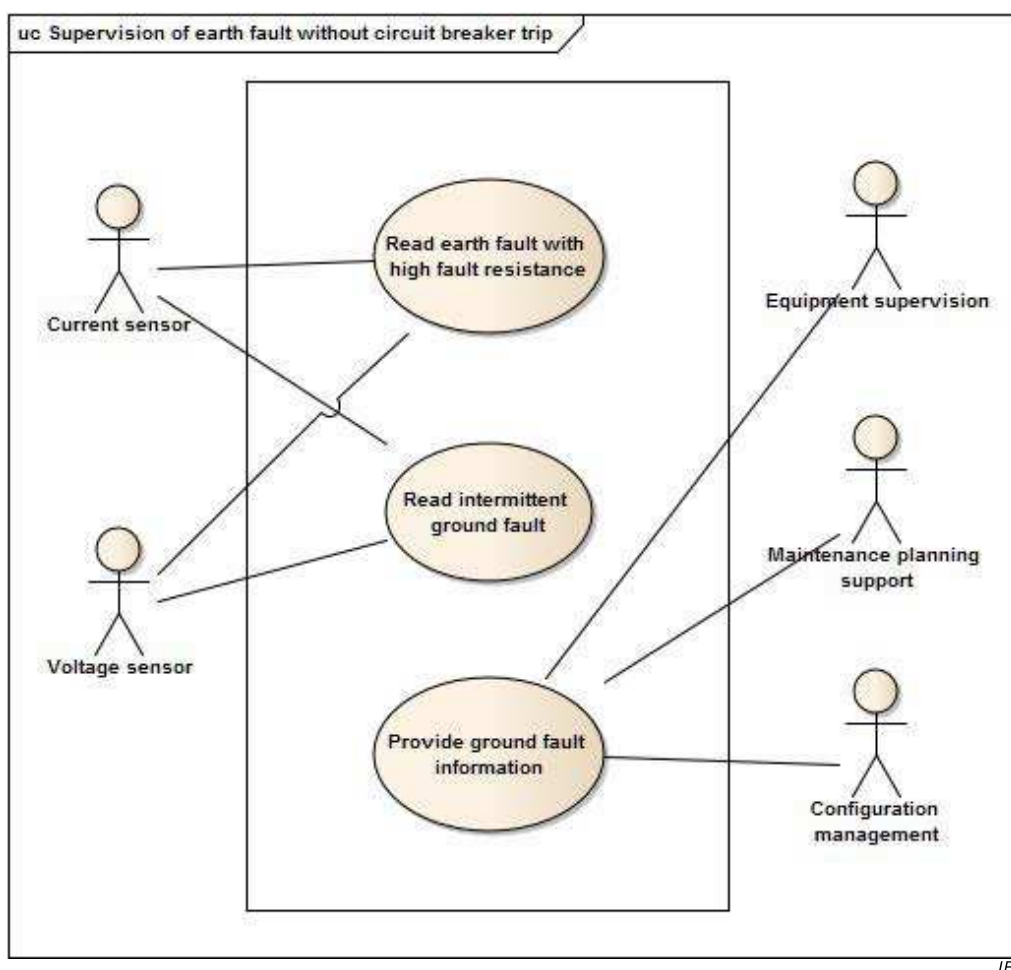 uc Supervision of earth fault without circuit breaker trip
Current sensor
Voltage sensor
Read earth fault with
high fault resistance
Read intermittent
ground fault
Provide ground fault
information
Equipment supervision
Maintenance planning
support
Configuration
management